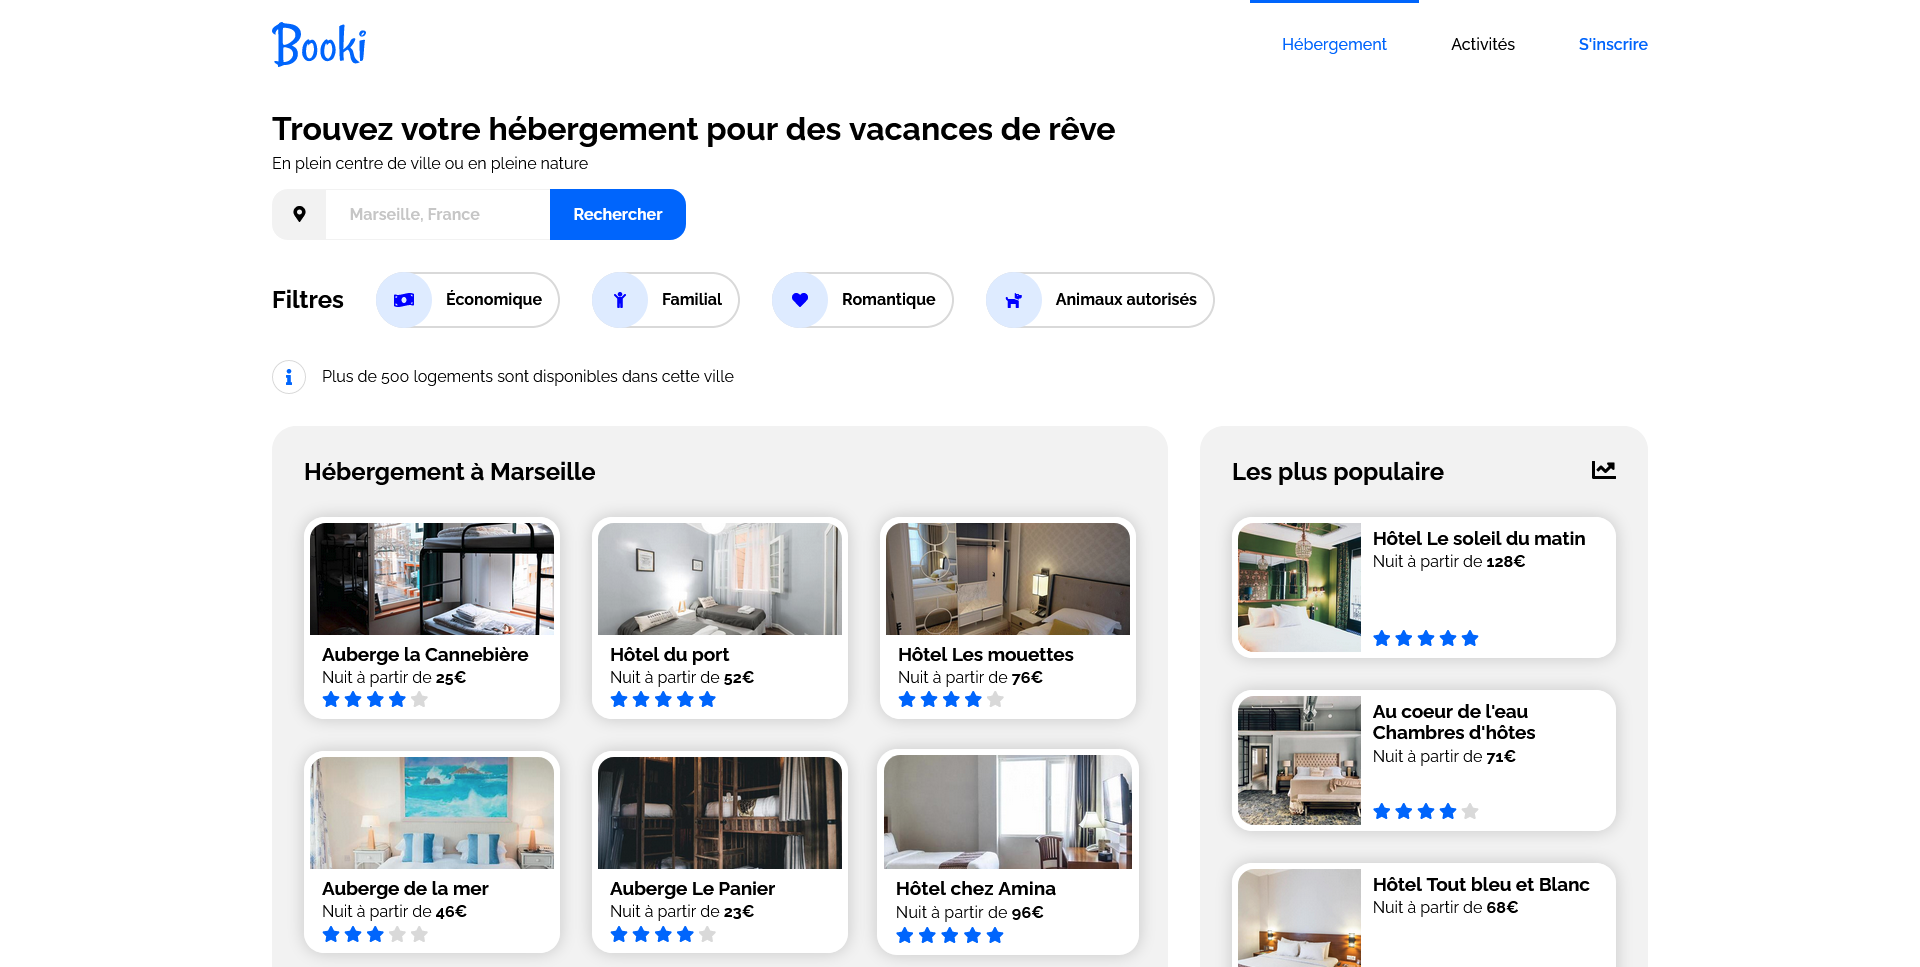 Booki
Hébergement
Activités
S'inscrire
Trouvez votre hébergement pour des vacances de rêve
En plein centre de ville ou en pleine nature
Marseille, France
Rechercher
Filtres
Économique
Familial
Romantique
Animaux autorisés
Plus de 500 logements sont disponibles dans cette ville
Hébergement à Marseille
Auberge la Cannebière
Nuit à partir de 25€
Hôtel du port
Nuit à partir de 52€
Hôtel Les mouettes
Nuit à partir de 76€
Auberge de la mer
Nuit à partir de 46€
Auberge Le Panier
Nuit à partir de 23€
Hôtel chez Amina
Nuit à partir de 96€
Les plus populaire
Hôtel Le soleil du matin
Nuit à partir de 128€
Au coeur de l'eau
Chambres d'hôtes
Nuit à partir de 71€
Hôtel Tout bleu et Blanc
Nuit à partir de 68€